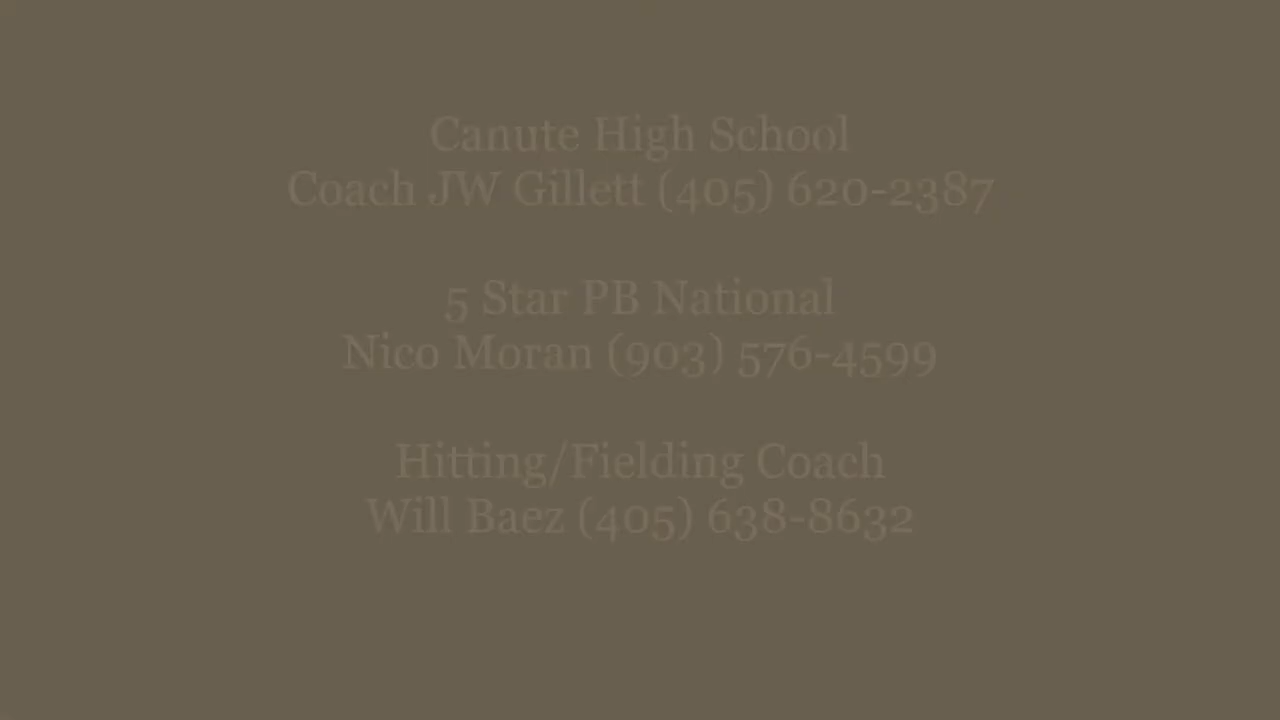 Canute High School
Coach JW Gillett (405) 620-2387
5 Star PB National
Nico Moran (903) 576-4599
Hitting/Fielding Coach
Will Baez (405) 638-8632